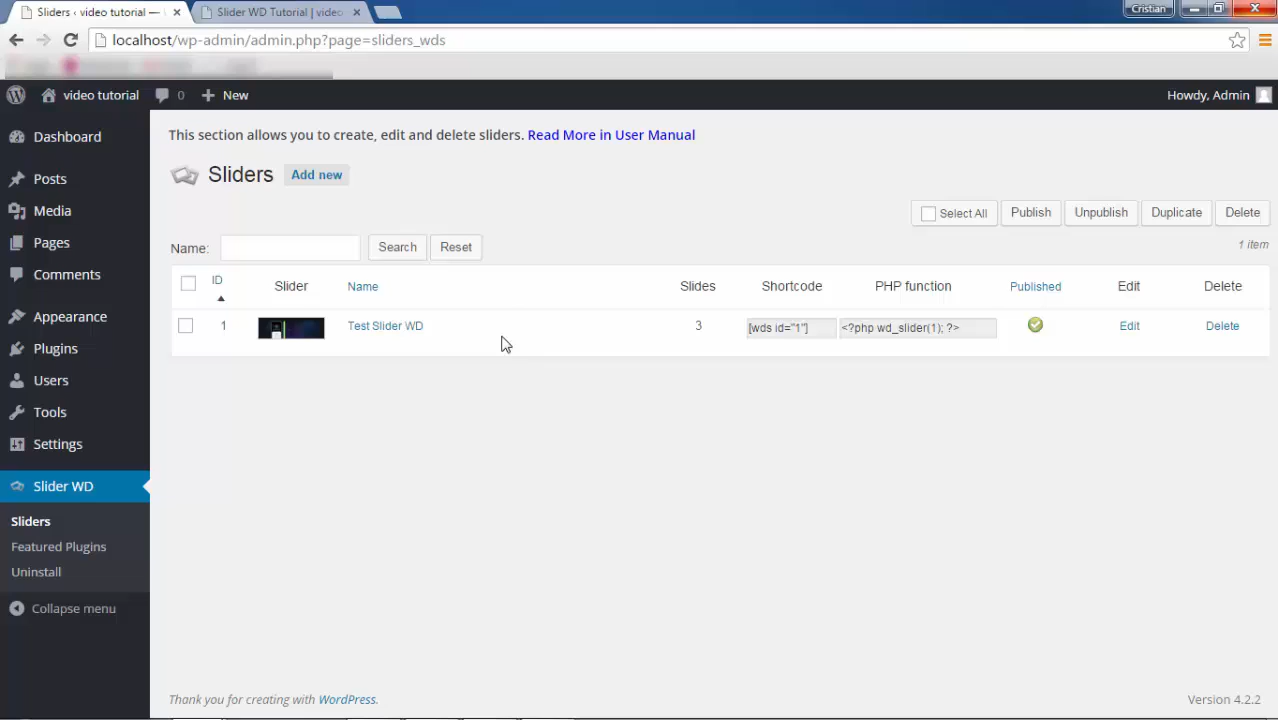 Sliders ‹ video tutorial —
Slider WD Tutorial | video
Cristian
localhost/wp-admin/admin.php?page=sliders_wds
video tutorial
0
New
Howdy, Admin
Dashboard
Posts
Media
Pages
Comments
Appearance
Plugins
Users
Tools
Settings
Slider WD
Sliders
Featured Plugins
Uninstall
Collapse menu
This section allows you to create, edit and delete sliders. Read More in User Manual
Sliders Add new
Select All Publish Unpublish Duplicate Delete
1 item
Name: Search Reset
ID Slider Name Slides Shortcode PHP function Published Edit Delete
1 Test Slider WD 3 [wds id="1"] <?php wd_slider(1); ?> Edit Delete
Thank you for creating with WordPress. Version 4.2.2